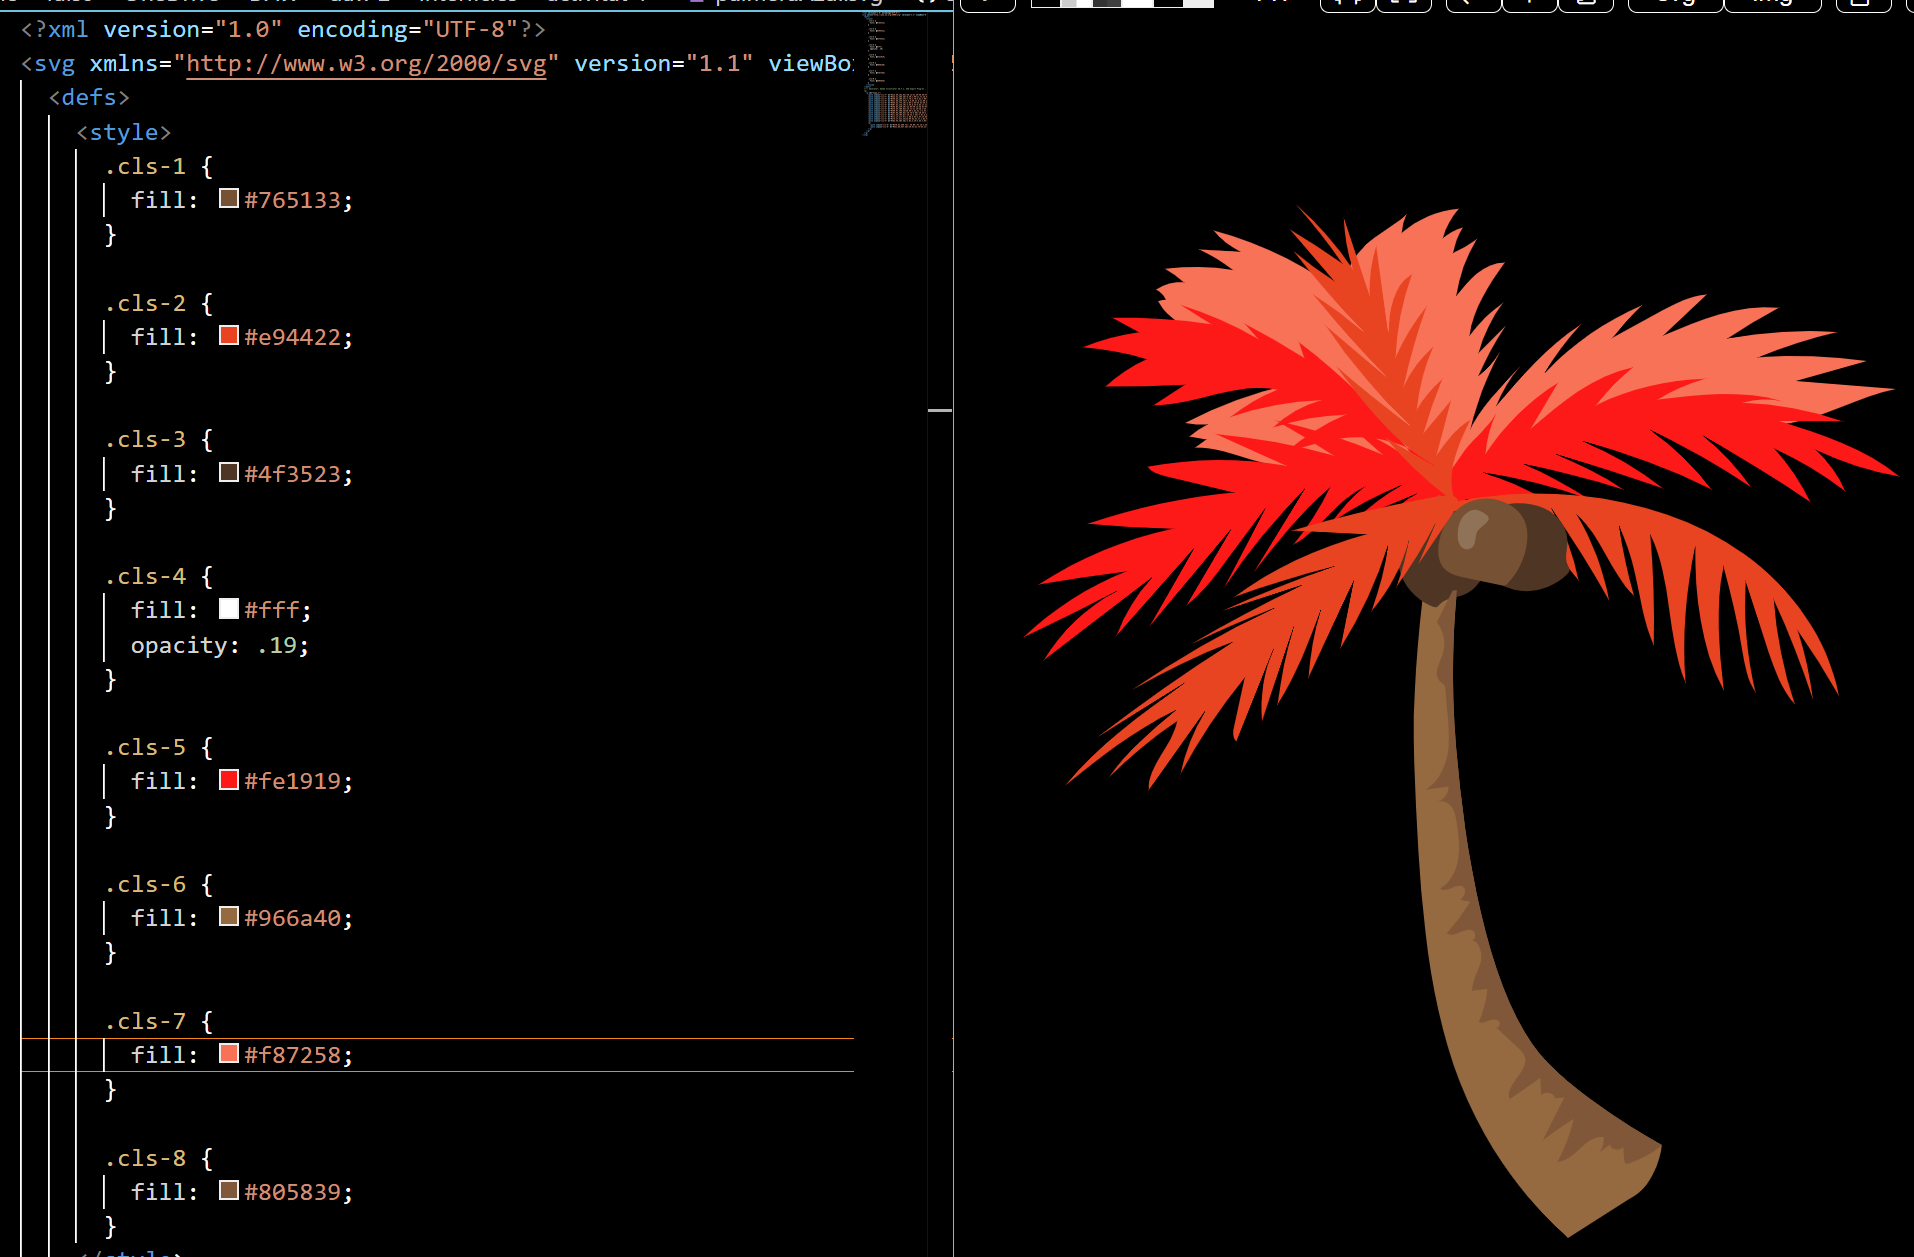 <?xml version="1.0" encoding="UTF-8"?>
<svg xmlns="http://www.w3.org/2000/svg" version="1.1" viewBo
<defs>
<style>
.cls-1 {
fill: #765133;
}
.cls-2 {
fill: #e94422;
}
.cls-3 {
fill: #4f3523;
}
.cls-4 {
fill: #fff;
opacity: .19;
}
.cls-5 {
fill: #fe1919;
}
.cls-6 {
fill: #966a40;
}
.cls-7 {
fill: #f87258;
}
.cls-8 {
fill: #805839;
}